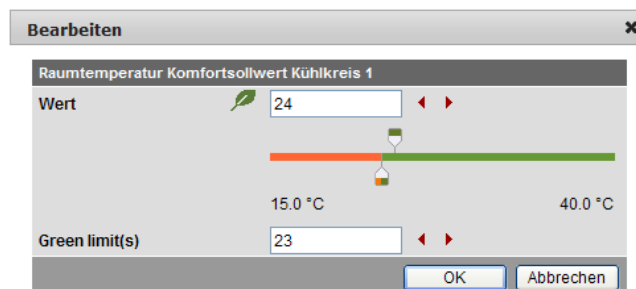 Bearbeiten
Raumtemperatur Komfortsollwert Kühlkreis 1
Wert 24
15.0 °C 40.0 °C
Green limit(s) 23
OK Abbrechen